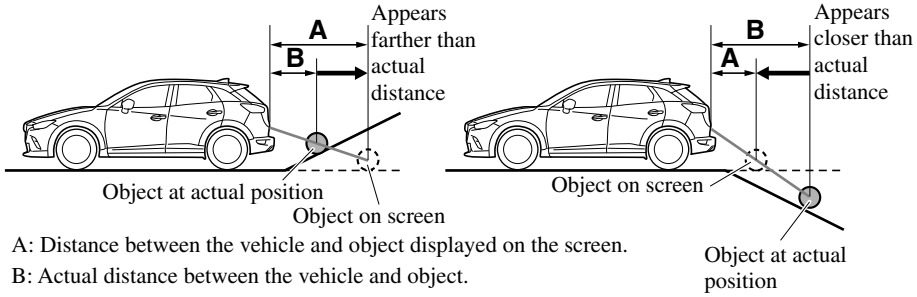 A
B
Appears
farther than
actual
distance
Object at actual position
Object on screen
B
A
Appears
closer than
actual
distance
Object on screen
Object at actual
position
A: Distance between the vehicle and object displayed on the screen.
B: Actual distance between the vehicle and object.